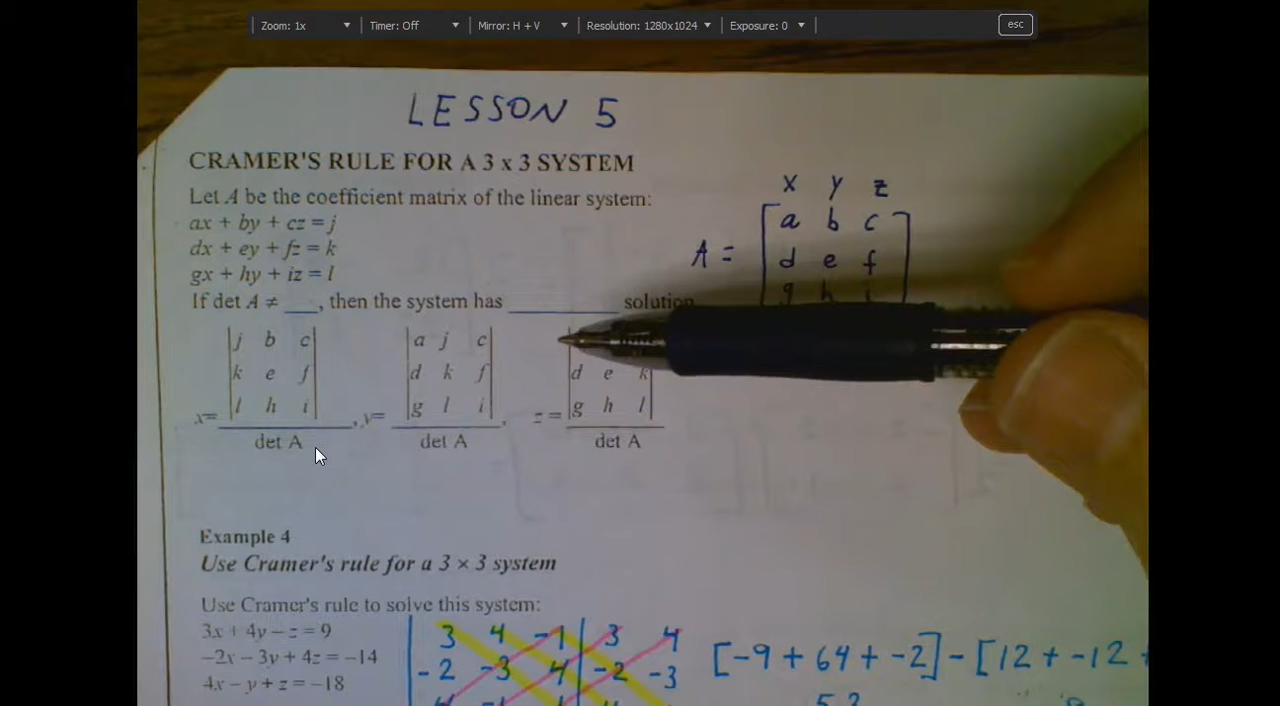 Zoom: 1x Timer: Off Mirror: H + V Resolution: 1280x1024 Exposure: 0 esc
LESSON 5
CRAMER'S RULE FOR A 3 x 3 SYSTEM
Let A be the coefficient matrix of the linear system:
ax + by + cz = j
dx + ey + fz = k
gx + hy + iz = l
x y z
A = [a b c
d e f
g h i
If det A ≠ ___, then the system has ________ solution
|j b c|
|k e f|
x= |l h i|
det A
, y= |a j c|
|d k f|
|g l i|
det A
, z = |
d e k|
|g h l|
det A
Example 4
Use Cramer's rule for a 3 × 3 system
Use Cramer's rule to solve this system:
3x + 4y – z = 9
–2x – 3y + 4z = –14
4x – y + z = –18
3 4 -1 | 3 4
-2 -3 4 | -2 -3
[-9 + 64 + -2] - [12 + -12 +